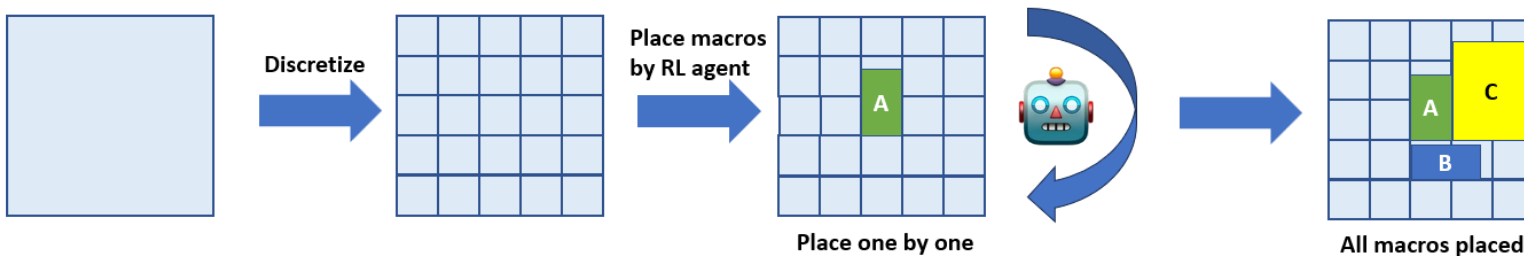 Discretize
Place macros
by RL agent
A
Place one by one
A
C
B
All macros placed